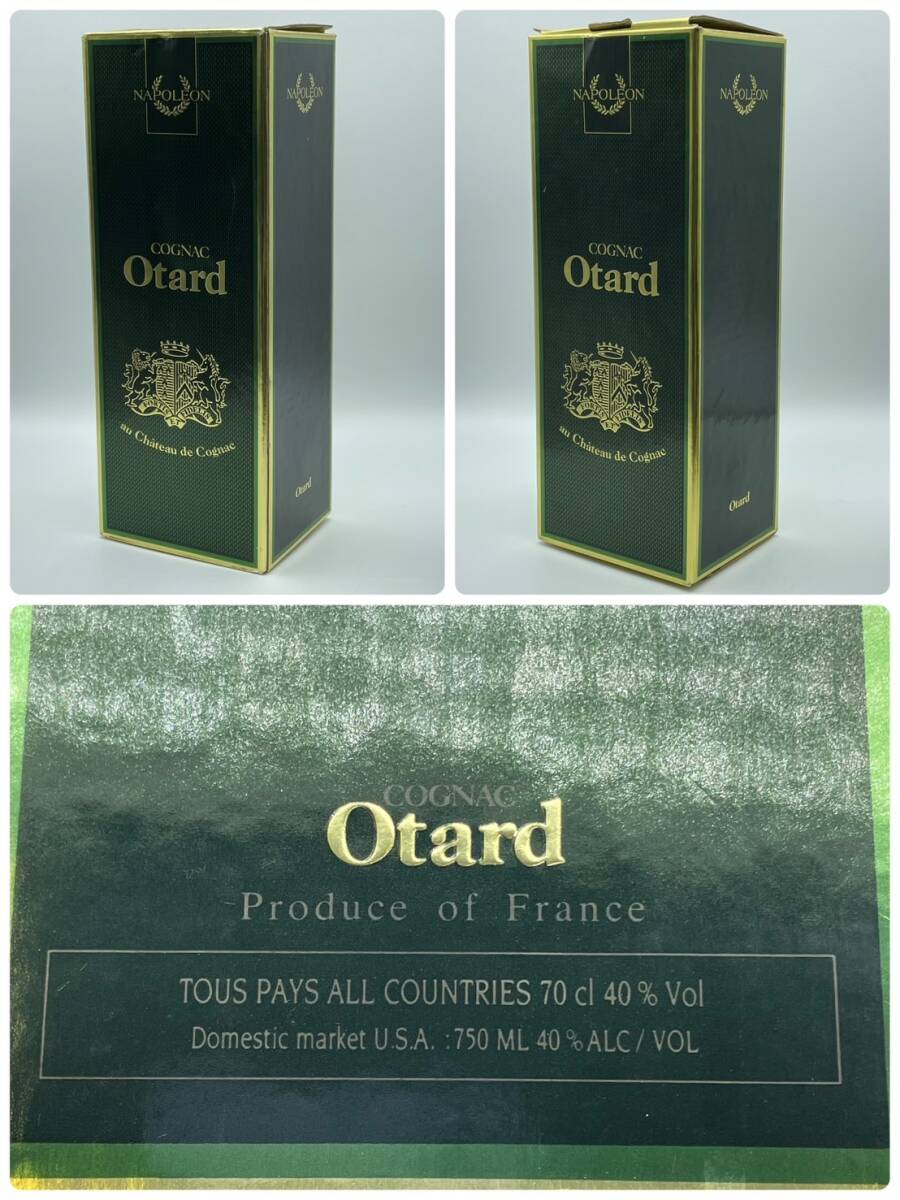 NAPOLEON
COGNAC
Otard
au Château de Cognac
NAPOLEON
Otard
NAPOLEON
COGNAC
Otard
au Château de Cognac
NAPOLEON
Otard
COGNAC
Otard
Produce of France
TOUS PAYS ALL COUNTRIES 70 cl 40 % Vol
Domestic market U.S.A. : 750 ML 40 % ALC / VOL